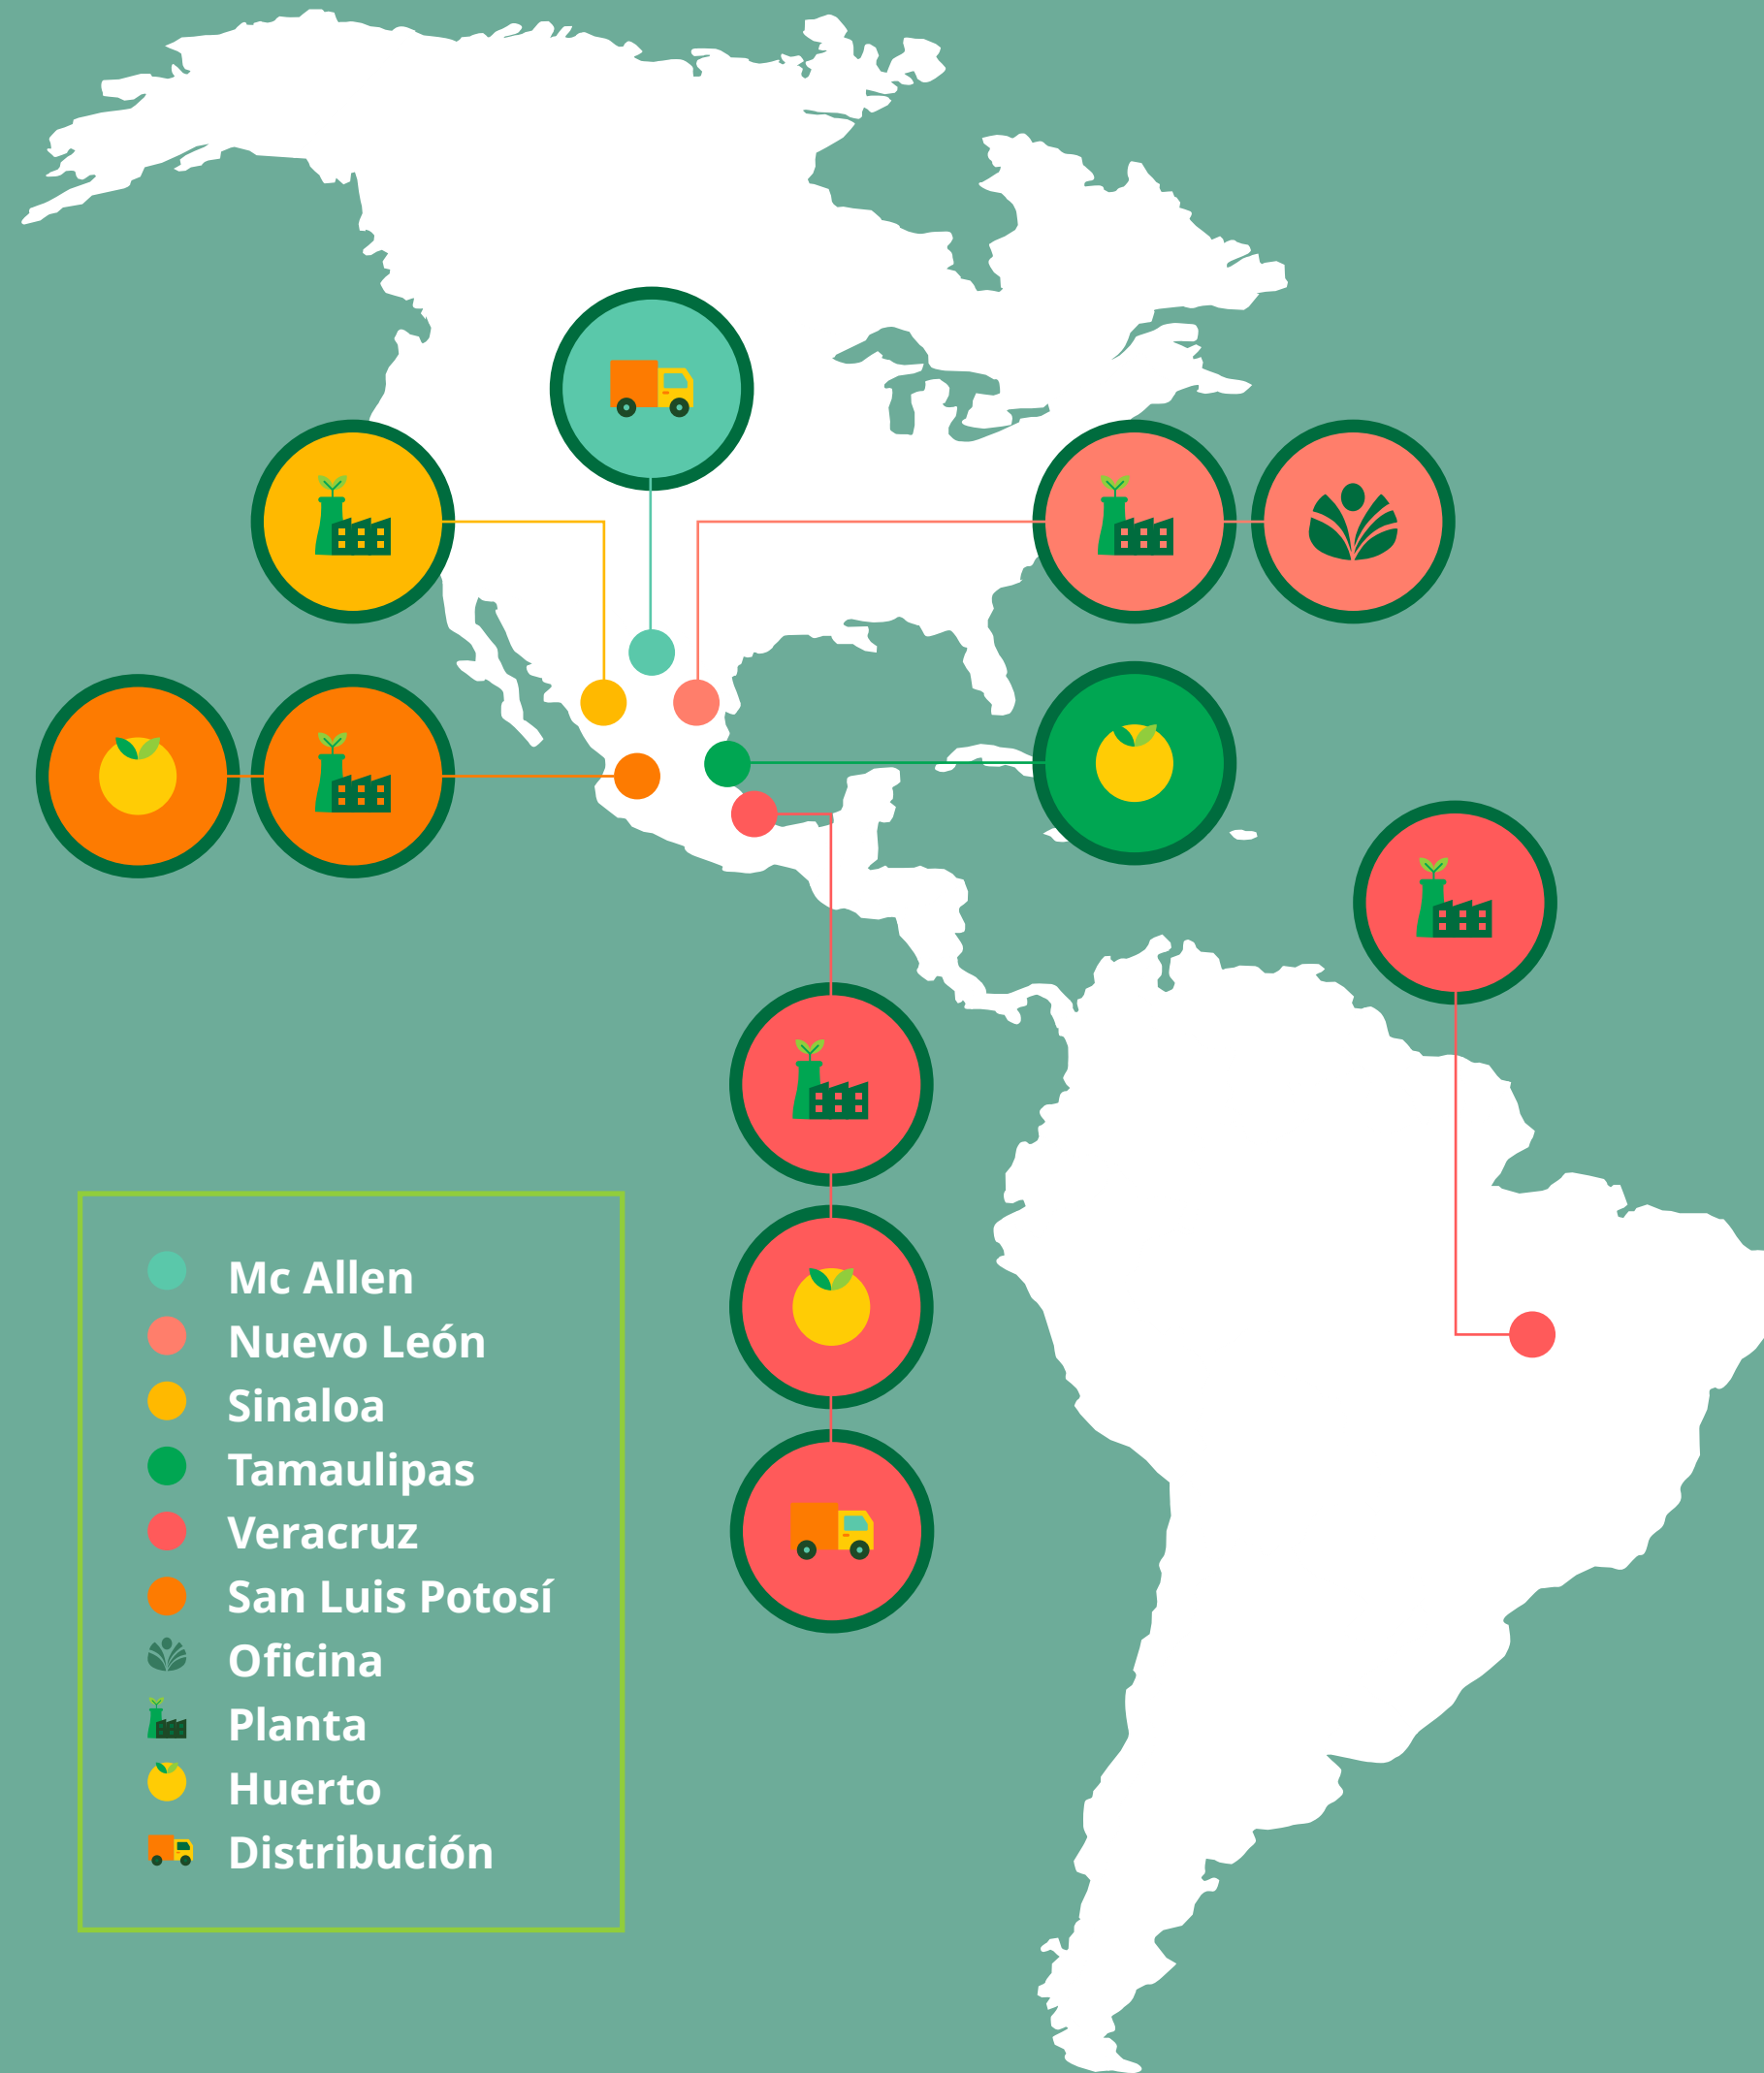 Mc Allen
Nuevo León
Sinaloa
Tamaulipas
Veracruz
San Luis Potosí
Oficina
Planta
Huerto
Distribución